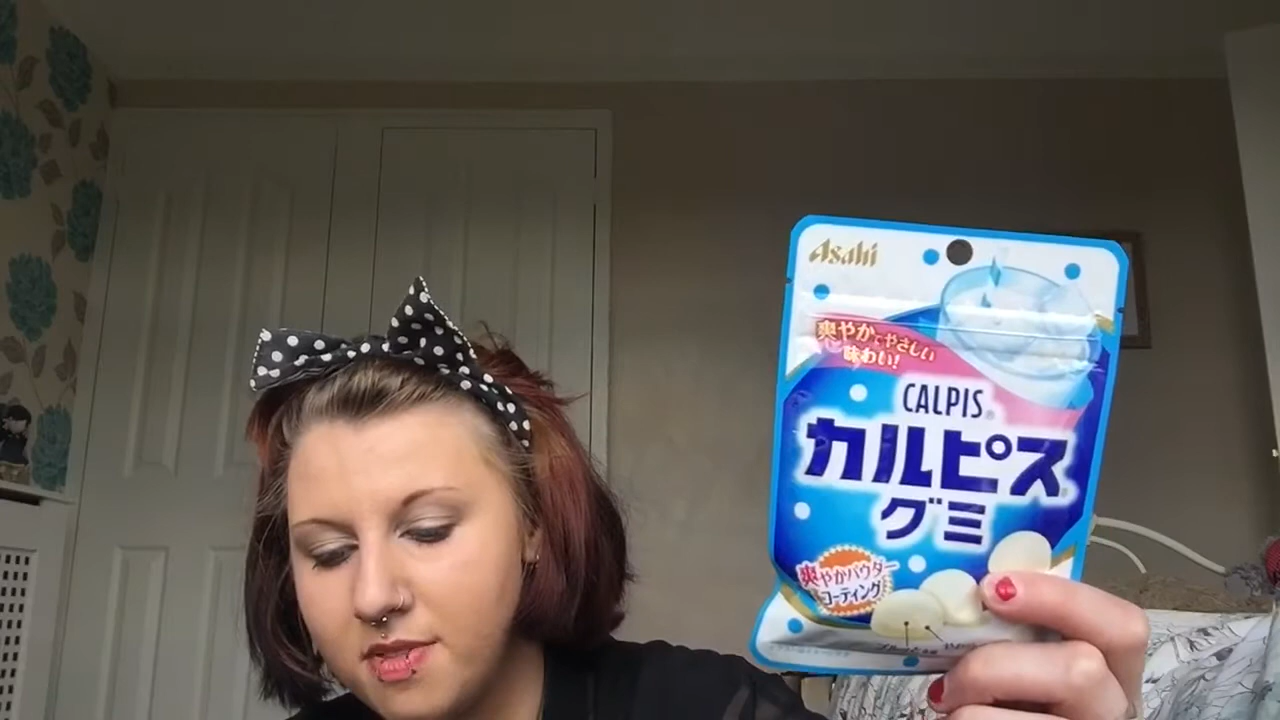 Asahi
爽やかでやさしい
味わい!
CALPIS®
カルピス®
グミ
爽やかパウダー
コーティング